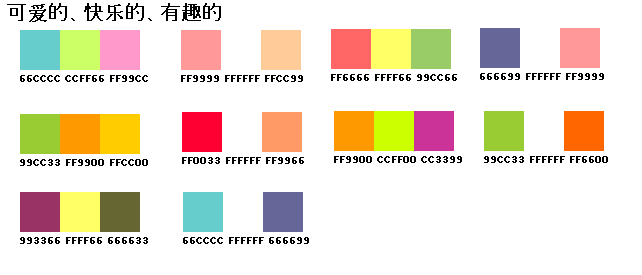 可爱的、快乐的、有趣的
66CCCC CCFF66 FF99CC FF9999 FFFFFF FFCC99 FF6666 FFFF66 99CC66 666699 FFFFFF FF9999
99CC33 FF9900 FFCC00 FF0033 FFFFFF FF9966 FF9900 CCFF00 CC3399 99CC33 FFFFFF FF6600
993366 FFFF66 666633 66CCCC FFFFFF 666699